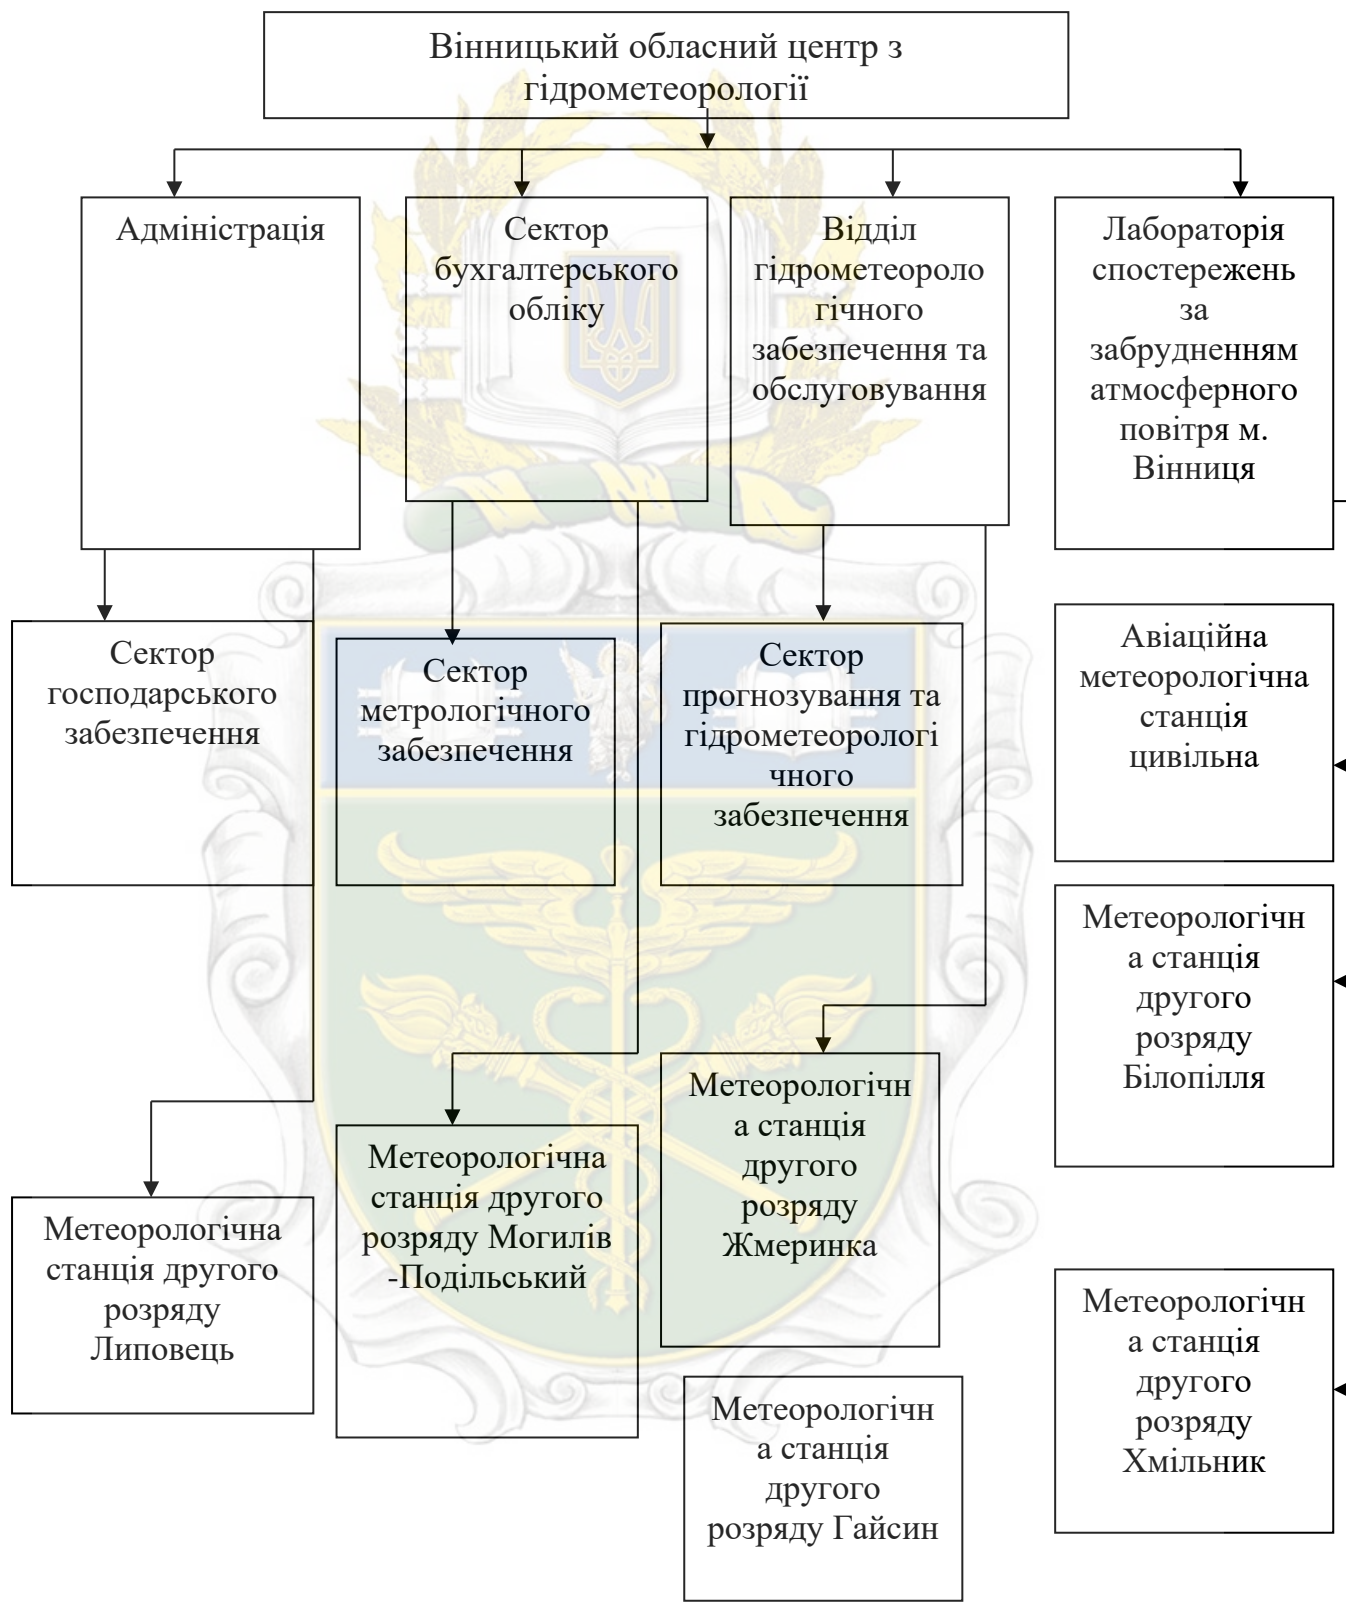 Вінницький обласний центр з
гідрометеорології
Адміністрація
Сектор
бухгалтерського
обліку
Відділ
гідрометеороло
гічного
забезпечення та
обслуговування
Лабораторія
спостережень
за
забрудненням
атмосферного
повітря м.
Вінниця
Сектор
господарського
забезпечення
Сектор
метрологічного
забезпечення
Сектор
прогнозування та
гідрометеорологі
чного
забезпечення
Авіаційна
метеорологічна
станція
цивільна
Метеорологічн
а станція
другого
розряду
Білопілля
Метеорологічна
станція другого
розряду
Липовець
Метеорологічна
станція другого
розряду Могилів
-Подільський
Метеорологічн
а станція
другого
розряду
Жмеринка
Метеорологічн
а станція
другого
розряду
Хмільник
Метеорологічн
а станція
другого
розряду Гайсин